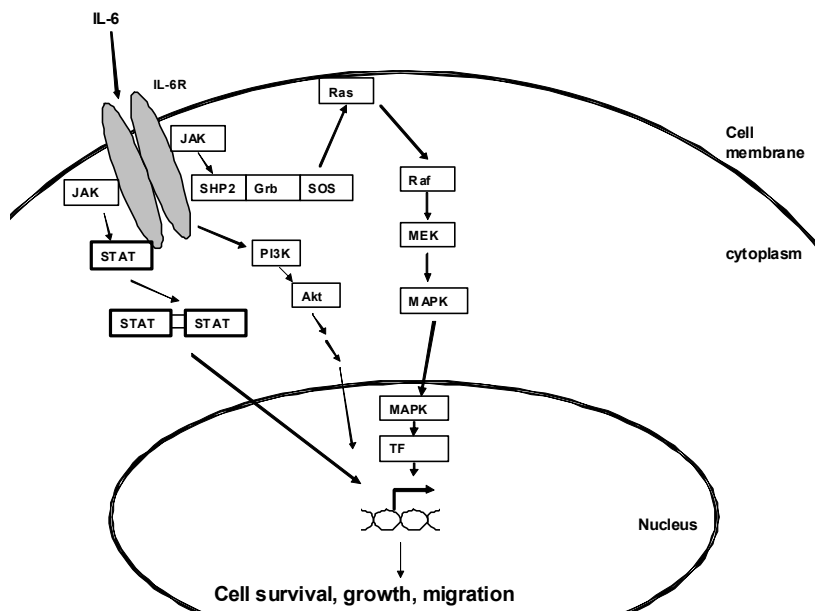 IL-6
IL-6R
Ras
JAK
Cell
membrane
JAK
SHP2 Grb SOS
Raf
STAT
PI3K
MEK
cytoplasm
Akt
MAPK
STAT STAT
MAPK
TF
Nucleus
Cell survival, growth, migration